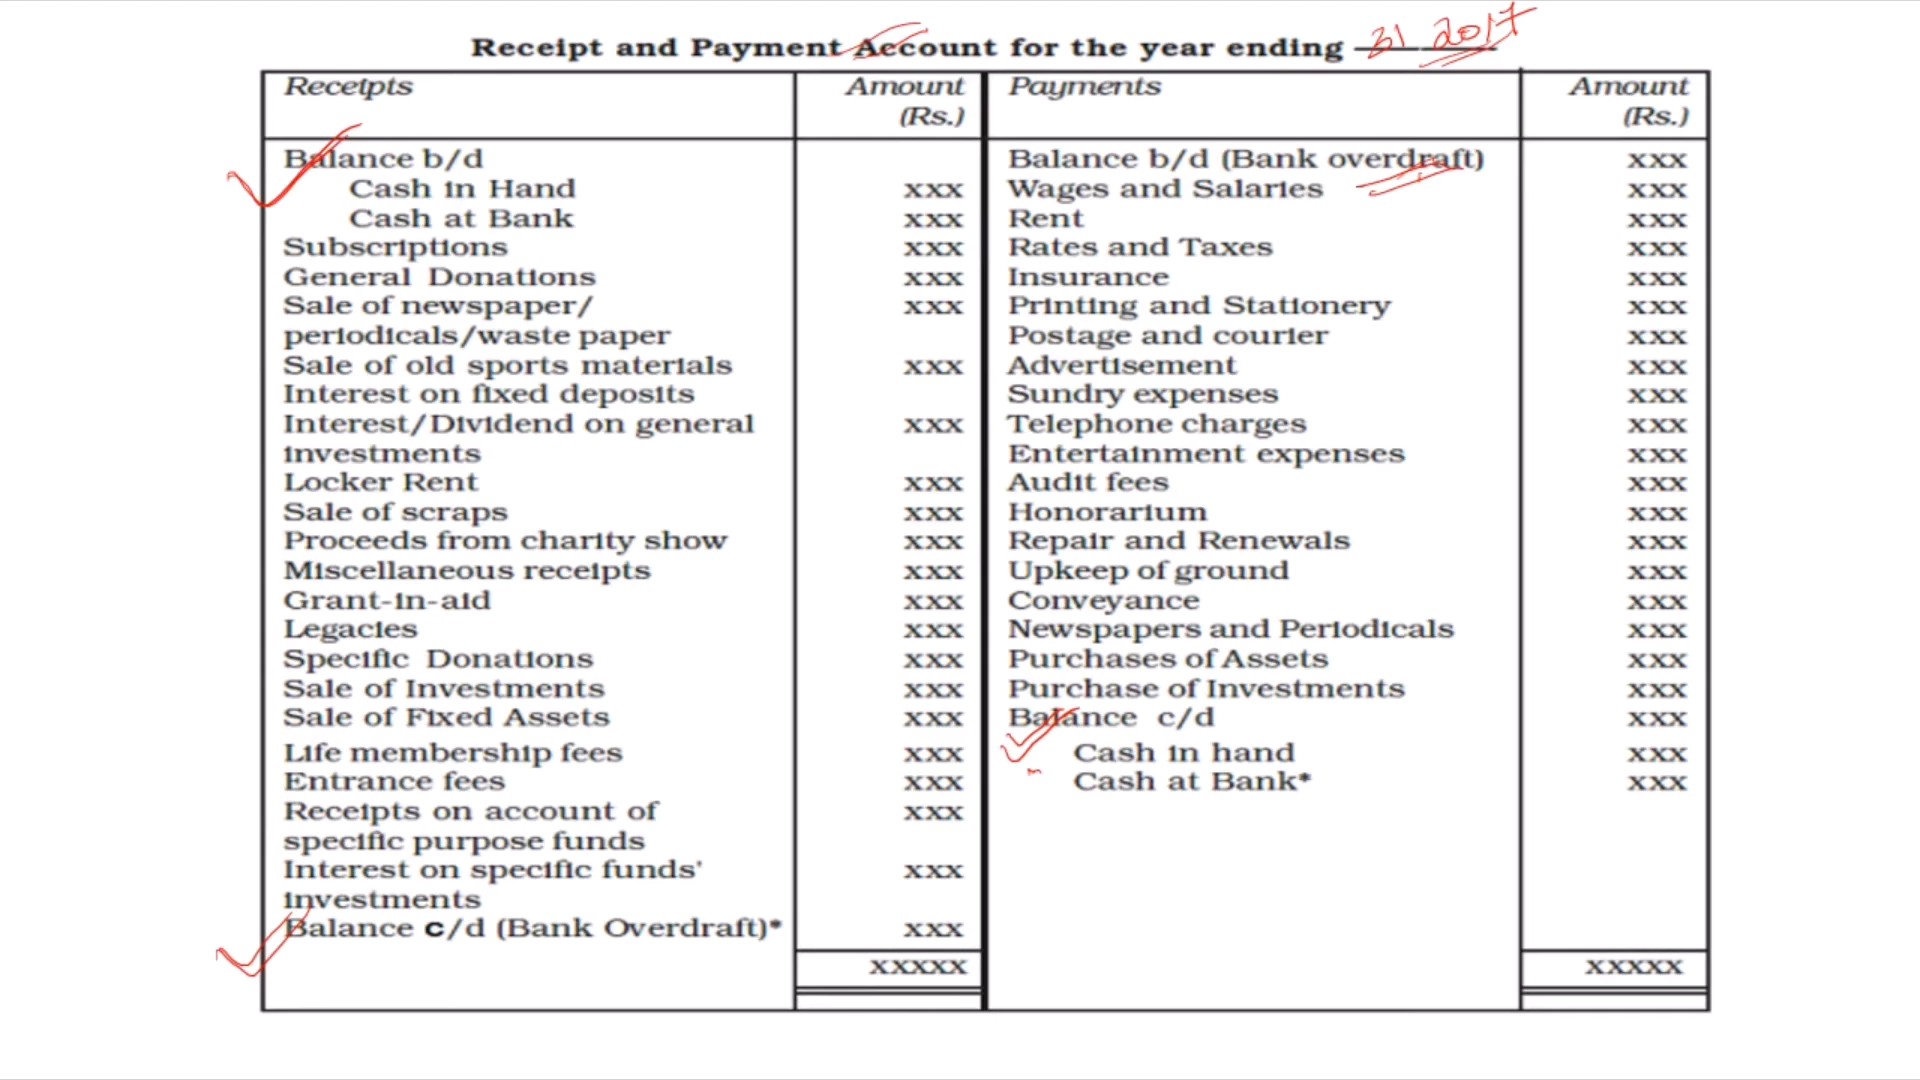 Receipt and Payment Account for the year ending 31 2017
Receipts Amount (Rs.) Payments Amount (Rs.)
Balance b/d Balance b/d (Bank overdraft) xxx
Cash in Hand xxx Wages and Salaries xxx
Cash at Bank xxx Rent xxx
Subscriptions xxx Rates and Taxes xxx
General Donations xxx Insurance xxx
Sale of newspaper/ xxx Printing and Stationery xxx
periodicals/waste paper Postage and courier xxx
Sale of old sports materials xxx Advertisement xxx
Interest on fixed deposits Sundry expenses xxx
Interest/Dividend on general xxx Telephone charges xxx
investments Entertainment expenses xxx
Locker Rent xxx Audit fees xxx
Sale of scraps xxx Honorarium xxx
Proceeds from charity show xxx Repair and Renewals xxx
Miscellaneous receipts xxx Upkeep of ground xxx
Grant-in-aid xxx Conveyance xxx
Legacies xxx Newspapers and Periodicals xxx
Specific Donations xxx Purchases of Assets xxx
Sale of Investments xxx Purchase of Investments xxx
Sale of Fixed Assets xxx Balance c/d xxx
Life membership fees xxx Cash in hand xxx
Entrance fees xxx Cash at Bank* xxx
Receipts on account of xxx
specific purpose funds
Interest on specific funds' xxx
investments
Balance c/d (Bank Overdraft)* xxx
xxxxx xxxxx